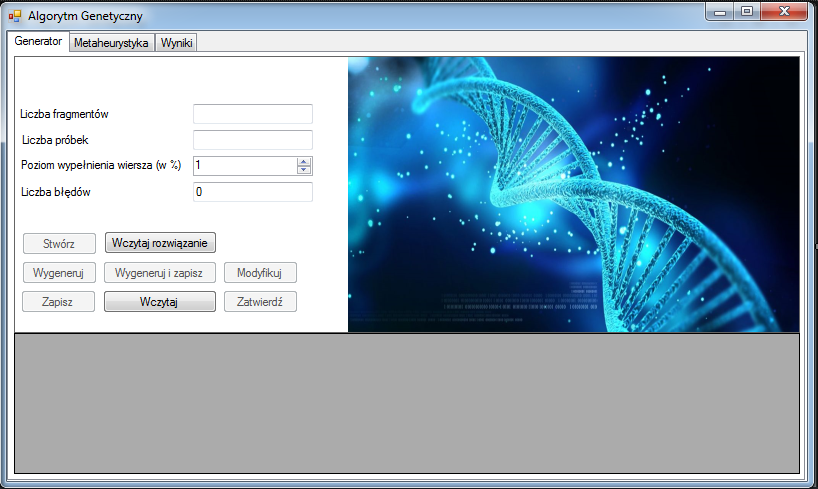 Algorytm Genetyczny
Generator Metaheurystyka Wyniki
Liczba fragmentów
Liczba próbek
Poziom wypełnienia wiersza (w %) 1
Liczba błędów 0
Stwórz Wczytaj rozwiązanie
Wygeneruj Wygeneruj i zapisz Modyfikuj
Zapisz Wczytaj Zatwierdź